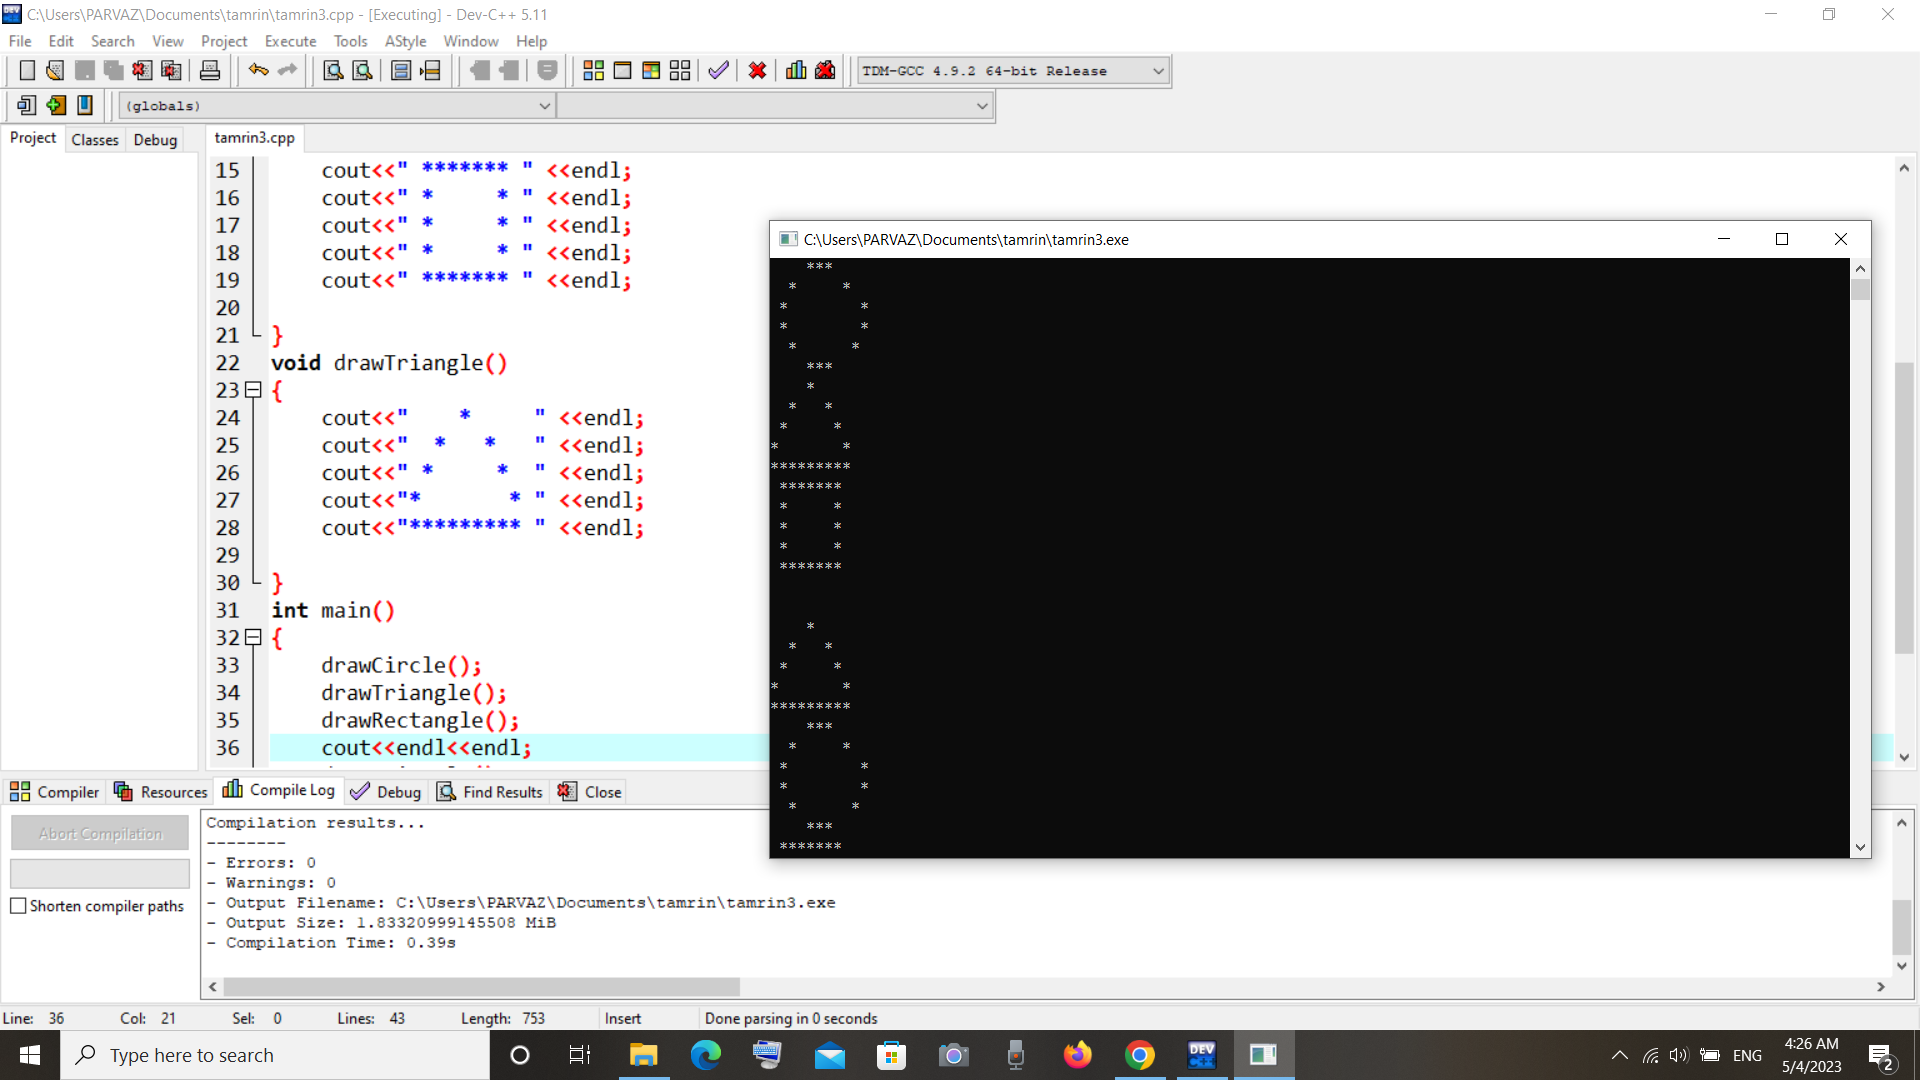 C:\Users\PARVAZ\Documents\tamrin\tamrin3.cpp - [Executing] - Dev-C++ 5.11
File Edit Search View Project Execute Tools AStyle Window Help
TDM-GCC 4.9.2 64-bit Release
(globals)
Project Classes Debug
tamrin3.cpp
15     cout<<" ******* " <<endl;
16     cout<<" *     * " <<endl;
17     cout<<" *     * " <<endl;
18     cout<<" *     * " <<endl;
19     cout<<" ******* " <<endl;
20
21 }
22 void drawTriangle()
23 {
24     cout<<"    *     " <<endl;
25     cout<<"  *   *   " <<endl;
26     cout<<" *     *  " <<endl;
27     cout<<"*       * " <<endl;
28     cout<<"********* " <<endl;
29
30 }
31 int main()
32 {
33     drawCircle();
34     drawTriangle();
35     drawRectangle();
36     cout<<endl<<endl;
C:\Users\PARVAZ\Documents\tamrin\tamrin3.exe
    ***
  *     *
 *        *
 *        *
  *      *
    ***
    *
  *   *
 *     *
*       *
*********
 *******
 *     *
 *     *
 *     *
 *******
    *
  *   *
 *     *
*       *
*********
    ***
  *     *
 *        *
 *        *
  *      *
    ***
 *******
Compiler Resources Compile Log Debug Find Results Close
Abort Compilation
Shorten compiler paths
Compilation results...
--------
- Errors: 0
- Warnings: 0
- Output Filename: C:\Users\PARVAZ\Documents\tamrin\tamrin3.exe
- Output Size: 1.83320999145508 MiB
- Compilation Time: 0.39s
Line: 36 Col: 21 Sel: 0 Lines: 43 Length: 753 Insert Done parsing in 0 seconds
Type here to search
DEV
ENG
4:26 AM
5/4/2023
2